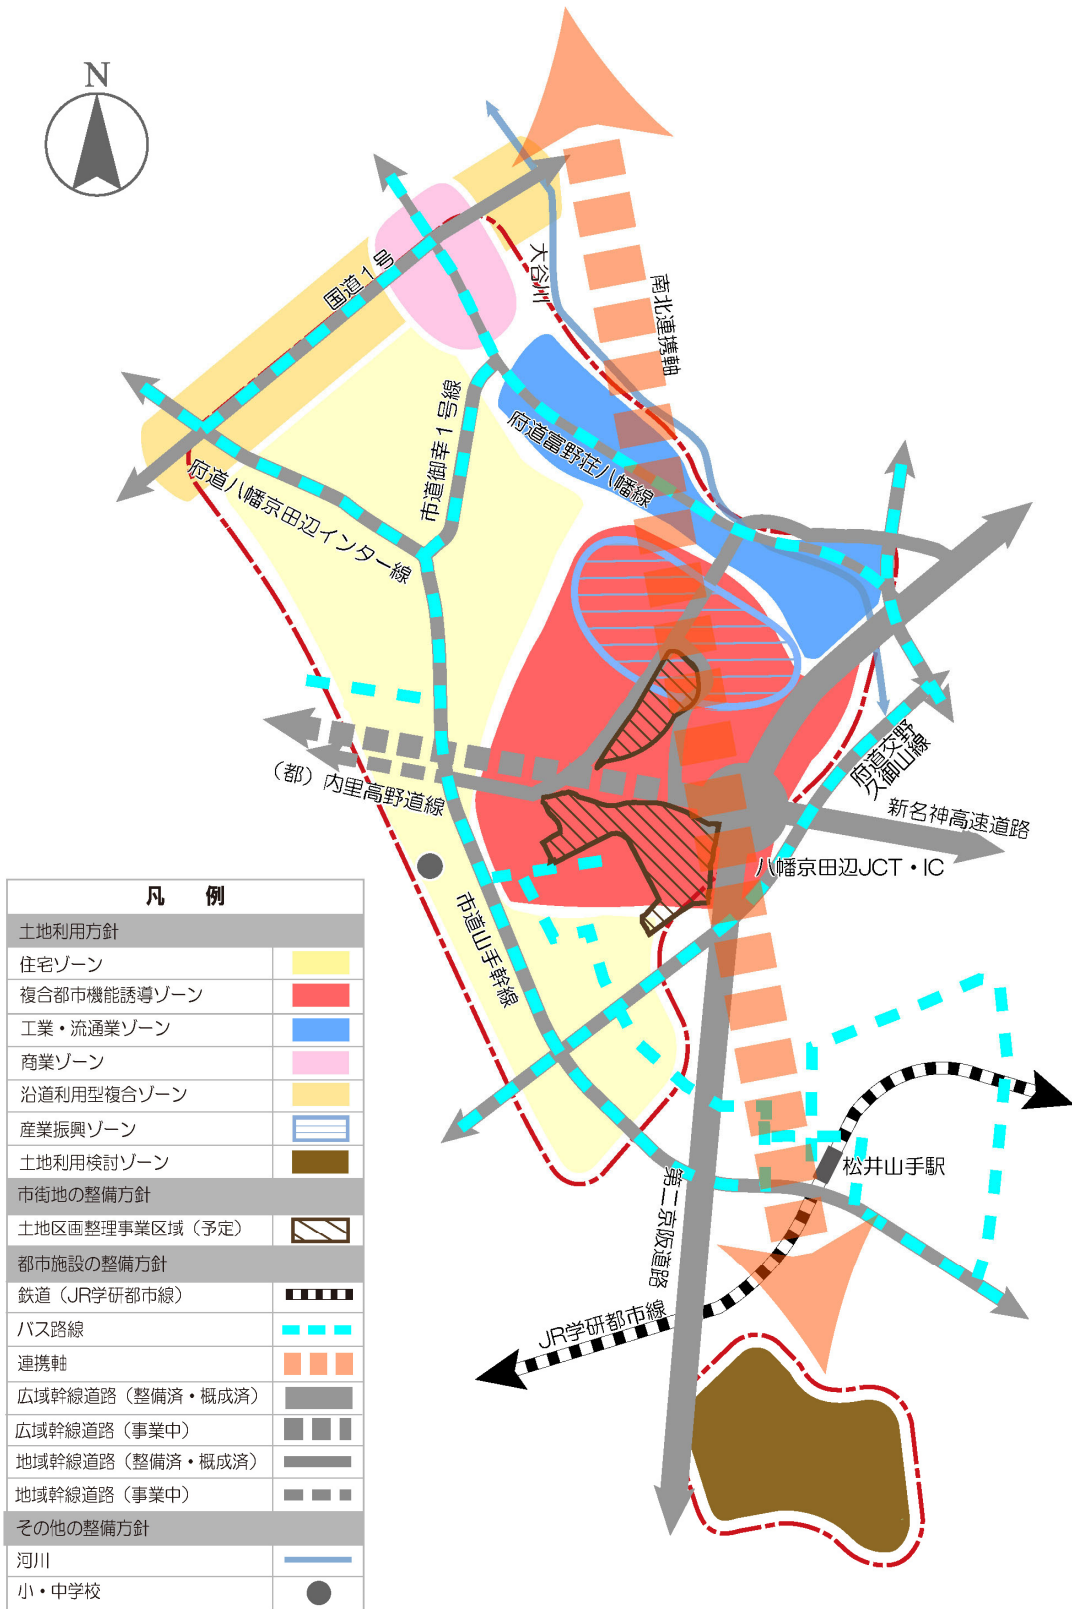 N
国道1号
大谷川
南北連携軸
市道御幸1号線
府道富野荘八幡線
府道八幡京田辺インター線
(都)内里高野道線
府道交野
久御山線
新名神高速道路
八幡京田辺JCT・IC
市道山手幹線
松井山手駅
第二京阪道路
JR学研都市線
凡 例
土地利用方針
住宅ゾーン
複合都市機能誘導ゾーン
工業・流通業ゾーン
商業ゾーン
沿道利用型複合ゾーン
産業振興ゾーン
土地利用検討ゾーン
市街地の整備方針
土地区画整理事業区域(予定)
都市施設の整備方針
鉄道(JR学研都市線)
バス路線
連携軸
広域幹線道路(整備済・概成済)
広域幹線道路(事業中)
地域幹線道路(整備済・概成済)
地域幹線道路(事業中)
その他の整備方針
河川
小・中学校